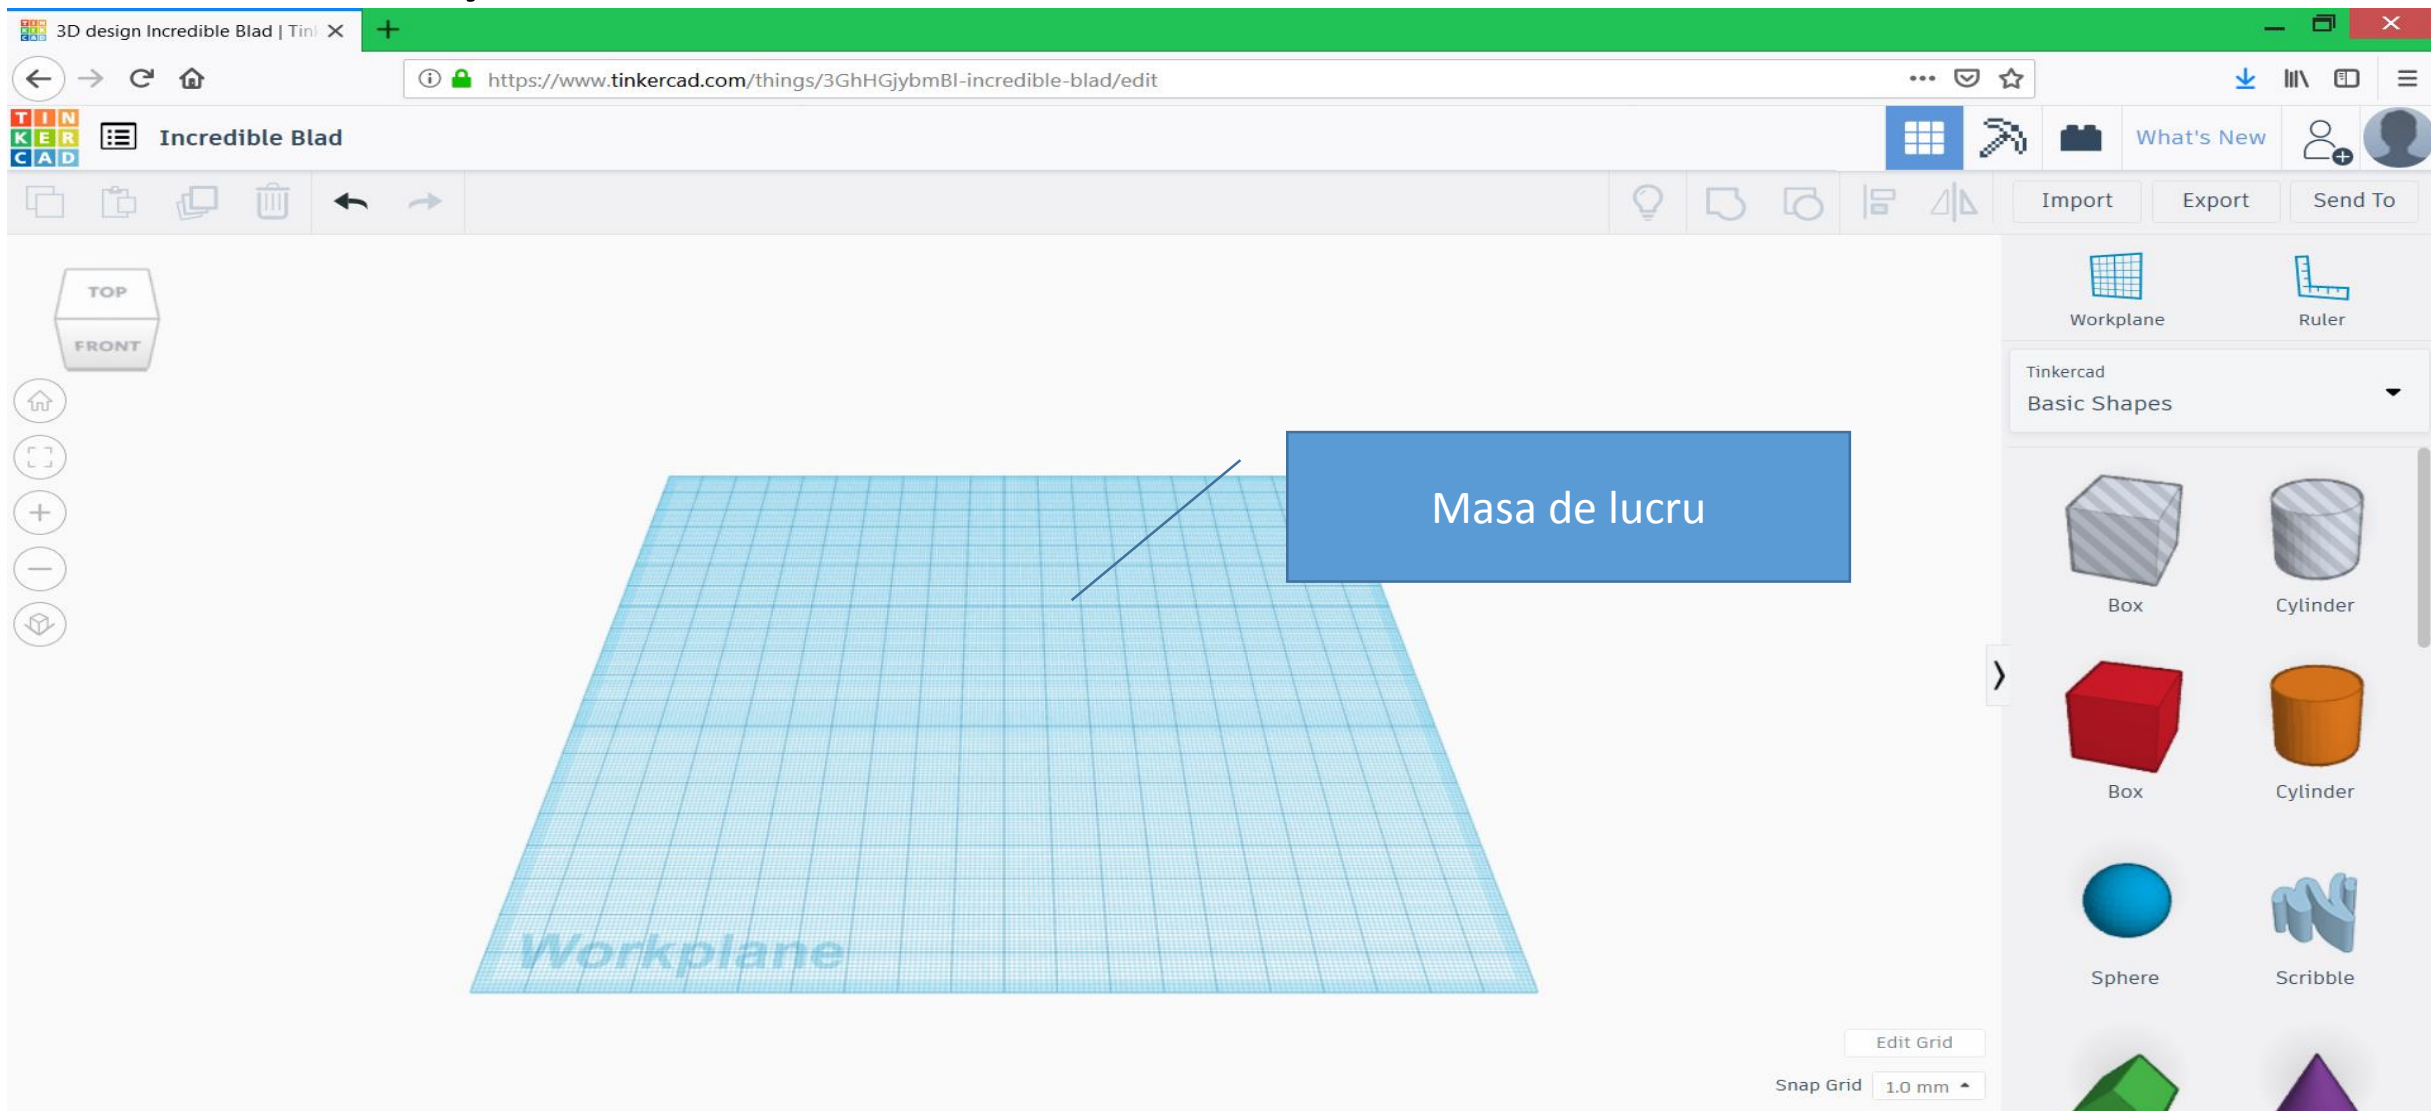 3D design Incredible Blad | Tin
https://www.tinkercad.com/things/3GhHGjybmBl-incredible-blad/edit
TIN
KER
CAD
Incredible Blad
What's New
Import
Export
Send To
TOP
FRONT
Workplane
Ruler
Tinkercad
Basic Shapes
Masa de lucru
Box
Cylinder
Box
Cylinder
Workplane
Sphere
Scribble
Edit Grid
Snap Grid
1.0 mm